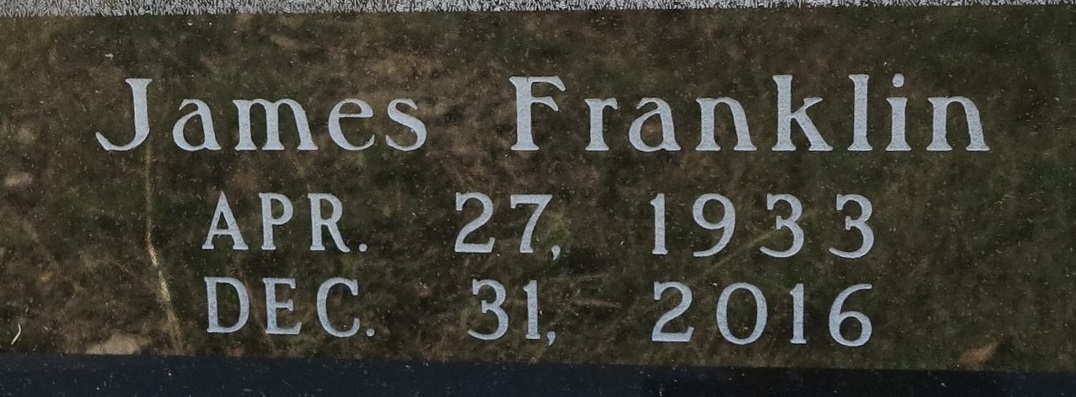 James Franklin
APR. 27, 1933
DEC. 31, 2016